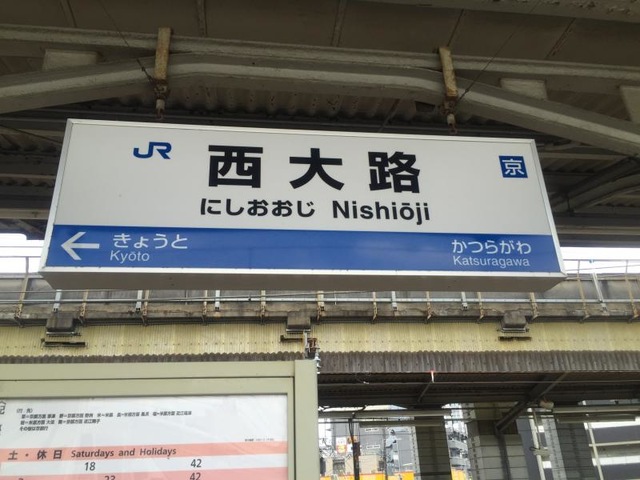 JR 西大路 京
にしおおじ Nishiōji
← きょうと かつらがわ
Kyōto Katsuragawa
土・休日 Saturdays and Holidays
18 42
23 42